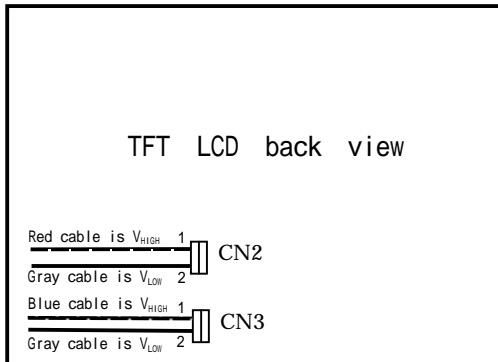 TFT LCD back view
Red cable is VHIGH 1
CN2
Gray cable is VLOW 2
Blue cable is VHIGH 1
CN3
Gray cable is VLOW 2